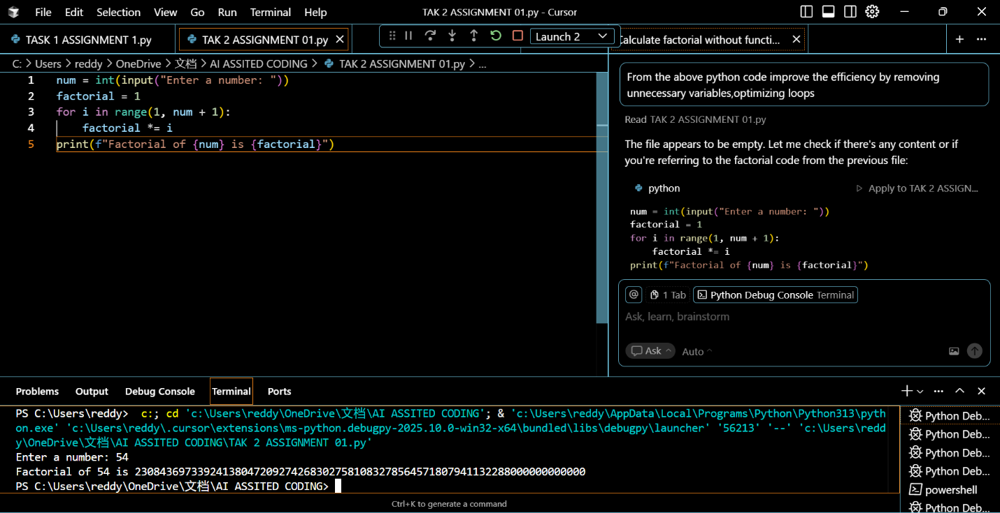 File Edit Selection View Go Run Terminal Help TAK 2 ASSIGNMENT 01.py - Cursor
TASK 1 ASSIGNMENT 1.py TAK 2 ASSIGNMENT 01.py Launch 2 alculate factorial without functi...
C: > Users > reddy > OneDrive > 文档 > AI ASSITED CODING > TAK 2 ASSIGNMENT 01.py > ...
1 num = int(input("Enter a number: "))
2 factorial = 1
3 for i in range(1, num + 1):
4 factorial *= i
5 print(f"Factorial of {num} is {factorial}")
From the above python code improve the efficiency by removing
unnecessary variables,optimizing loops
Read TAK 2 ASSIGNMENT 01.py
The file appears to be empty. Let me check if there's any content or if
you're referring to the factorial code from the previous file:
python Apply to TAK 2 ASSIGN...
num = int(input("Enter a number: "))
factorial = 1
for i in range(1, num + 1):
factorial *= i
print(f"Factorial of {num} is {factorial}")
@ 1 Tab Python Debug Console Terminal
Ask, learn, brainstorm
Ask Auto
Problems Output Debug Console Terminal Ports
PS C:\Users\reddy> c:; cd 'c:\Users\reddy\OneDrive\文档\AI ASSITED CODING'; & 'c:\Users\reddy\AppData\Local\Programs\Python\Python313\pyth
on.exe' 'c:\Users\reddy\.cursor\extensions\ms-python.debugpy-2025.10.0-win32-x64\bundled\libs\debugpy\launcher' '56213' '--' 'c:\Users\redd
y\OneDrive\文档\AI ASSITED CODING\TAK 2 ASSIGNMENT 01.py'
Enter a number: 54
Factorial of 54 is 230843697339241380472092742683027581083278564571807941132288000000000000
PS C:\Users\reddy\OneDrive\文档\AI ASSITED CODING>
Python Deb...
Python Deb...
Python Deb...
Python Deb...
powershell
Python Deb...
Ctrl+K to generate a command